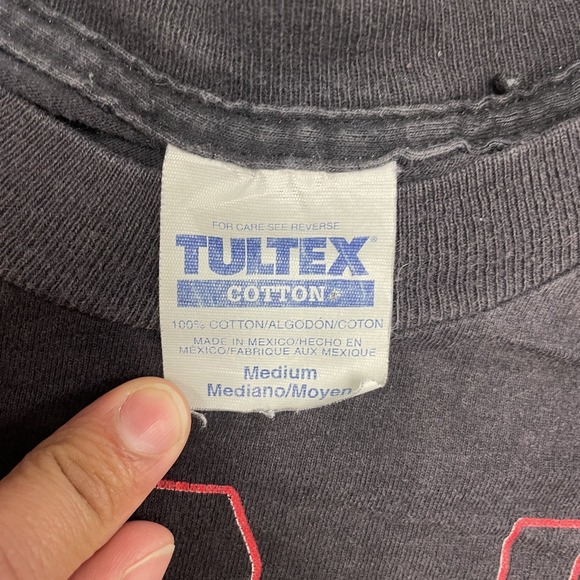 FOR CARE SEE REVERSE
TULTEX®
COTTON+
100% COTTON/ALGODÓN/COTON
MADE IN MEXICO/HECHO EN
MÉXICO/FABRIQUE AUX MEXIQUE
Medium
Mediano/Moyen